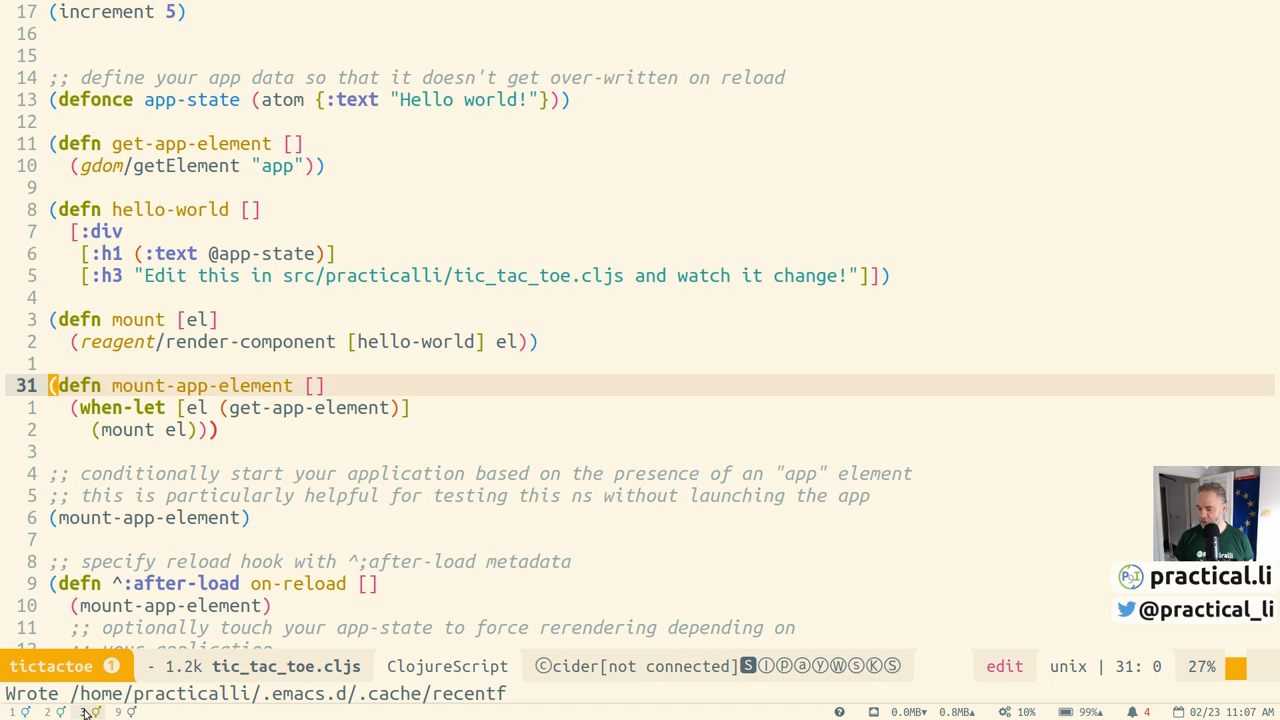 17 (increment 5)
16
15
14 ;; define your app data so that it doesn't get over-written on reload
13 (defonce app-state (atom {:text "Hello world!"}))
12
11 (defn get-app-element []
10   (gdom/getElement "app"))
9
8 (defn hello-world []
7   [:div
6    [:h1 (:text @app-state)]
5    [:h3 "Edit this in src/practicalli/tic_tac_toe.cljs and watch it change!"]])
4
3 (defn mount [el]
2   (reagent/render-component [hello-world] el))
1
31 (defn mount-app-element []
1   (when-let [el (get-app-element)]
2     (mount el)))
3
4 ;; conditionally start your application based on the presence of an "app" element
5 ;; this is particularly helpful for testing this ns without launching the app
6 (mount-app-element)
7
8 ;; specify reload hook with ^;after-load metadata
9 (defn ^:after-load on-reload []
10   (mount-app-element)
11   ;; optionally touch your app-state to force rerendering depending on
practical.li
@practical_li
tictactoe 1 - 1.2k tic_tac_toe.cljs ClojureScript ⓒcider[not connected]🆂ⒾⓅⓐⓨⓌⓢⓀⓈ edit unix | 31: 0 27%
Wrote /home/practicalli/.emacs.d/.cache/recentf
1 2 3 9 0.0MB▾ 0.8MB▴ 10% 99%▴ 4 02/23 11:07 AM